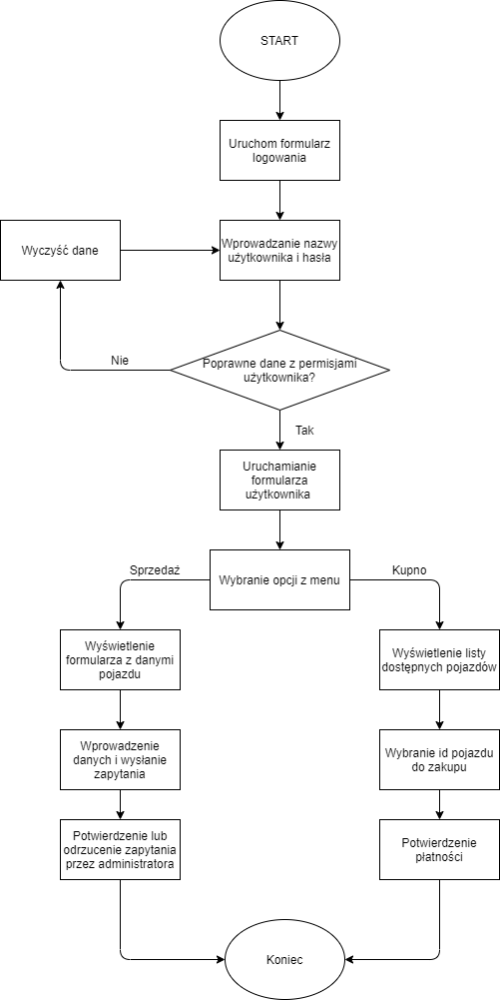 START
Uruchom formularz
logowania
Wyczyść dane
Wprowadzanie nazwy
użytkownika i hasła
Nie
Poprawne dane z permisjami
użytkownika?
Tak
Uruchamianie
formularza
użytkownika
Sprzedaż
Wybranie opcji z menu
Kupno
Wyświetlenie
formularza z danymi
pojazdu
Wyświetlenie listy
dostępnych pojazdów
Wprowadzenie
danych i wysłanie
zapytania
Wybranie id pojazdu
do zakupu
Potwierdzenie lub
odrzucenie zapytania
przez administratora
Potwierdzenie
płatności
Koniec